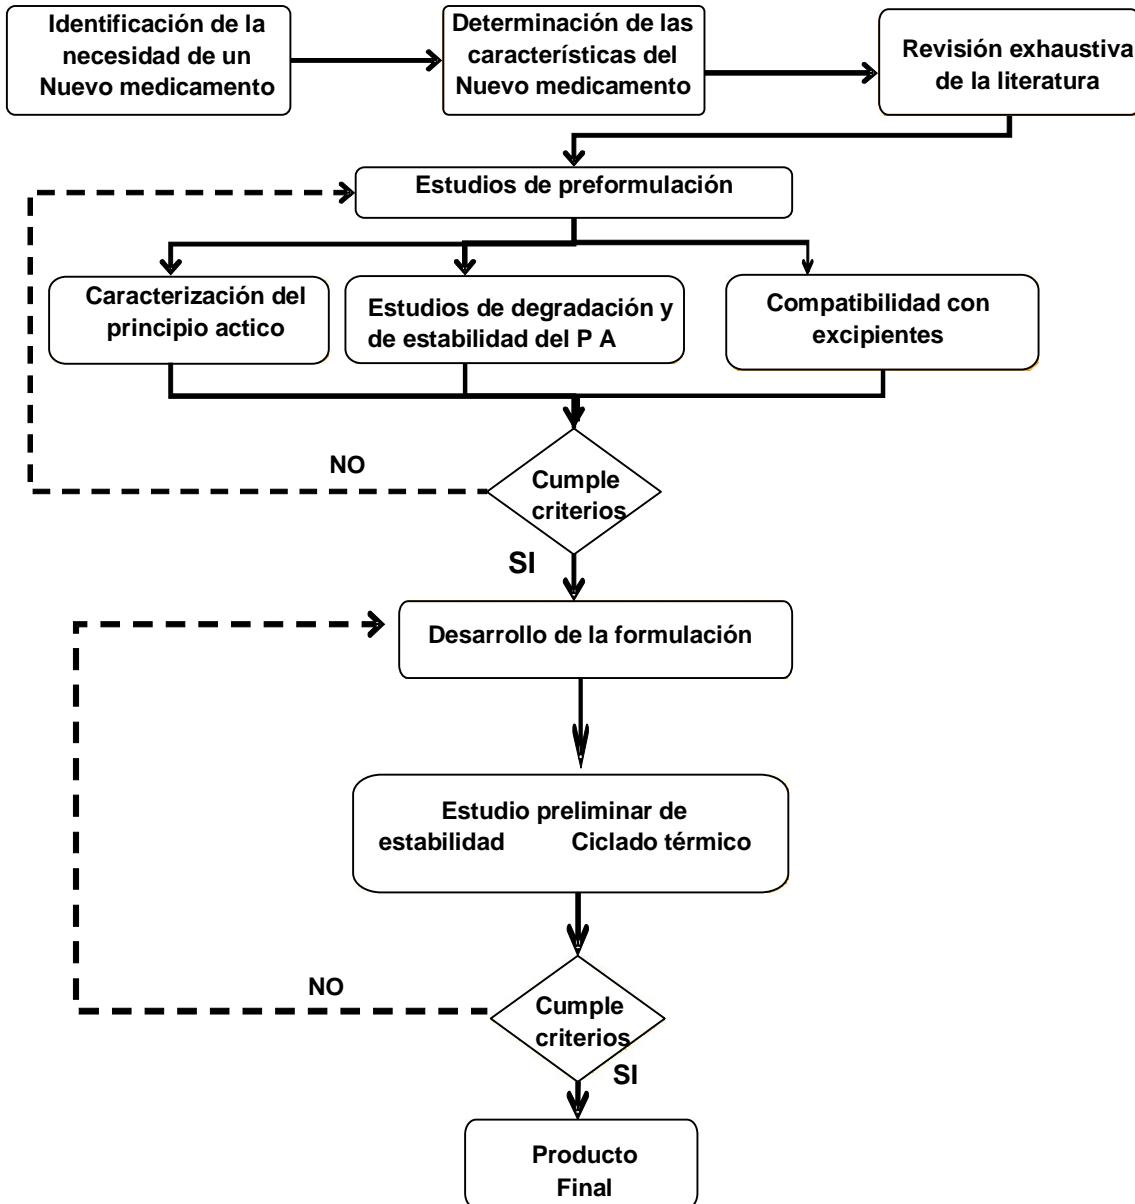 Identificación de la
necesidad de un
Nuevo medicamento
Determinación de las
características del
Nuevo medicamento
Revisión exhaustiva
de la literatura
Estudios de preformulación
Caracterización del
principio actico
Estudios de degradación y
de estabilidad del P A
Compatibilidad con
excipientes
NO
Cumple
criterios
SI
Desarrollo de la formulación
Estudio preliminar de
estabilidad Ciclado térmico
NO
Cumple
criterios
SI
Producto
Final